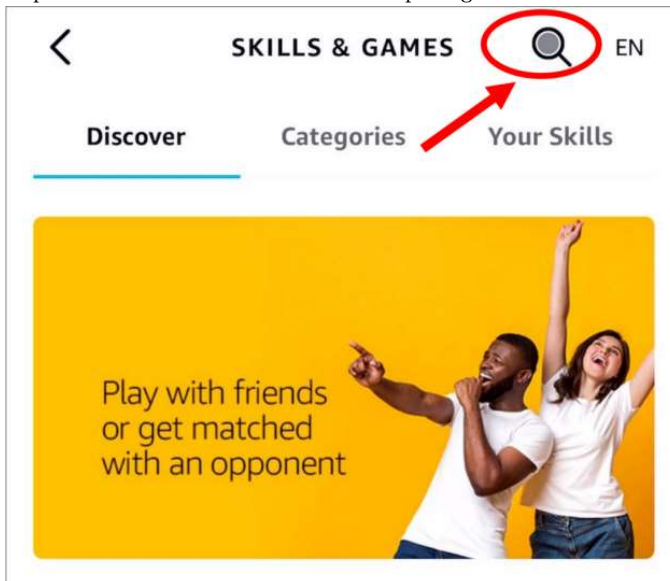 SKILLS & GAMES EN
Discover Categories Your Skills
Play with friends
or get matched
with an opponent